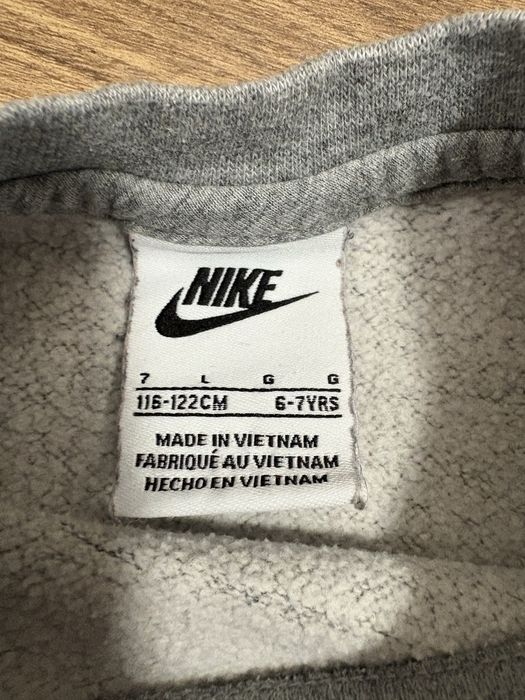 NIKE
7 L G G
116-122CM 6-7YRS
MADE IN VIETNAM
FABRIQUÉ AU VIETNAM
HECHO EN VIETNAM